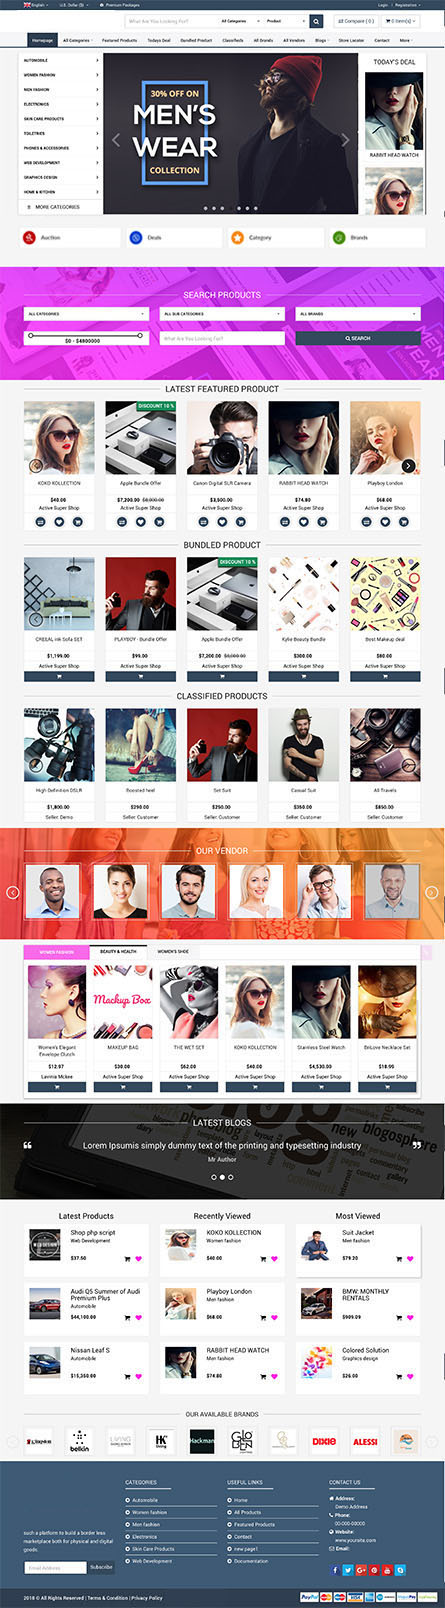 English U.S. Dollar ($) Premium Packages Login Registration
What Are You Looking For? All Categories Product Compare ( 0 ) 0 Item(s)
Homepage All Categories Featured Products Todays Deal Bundled Product Classifieds All Brands All Vendors Blogs Store Locator Contact More
AUTOMOBILE
WOMEN FASHION
MEN FASHION
ELECTRONICS
SKIN CARE PRODUCTS
TOILETRIES
PHONES & ACCESSORIES
WEB DEVELOPMENT
GRAPHICS DESIGN
HOME & KITCHEN
MORE CATEGORIES
30% OFF ON
MEN'S
WEAR
COLLECTION
TODAY'S DEAL
RABBIT HEAD WATCH
Auction Deals Category Brands
SEARCH PRODUCTS
ALL CATEGORIES ALL SUB CATEGORIES ALL BRANDS
$0 - $4800000 What Are You Looking For? SEARCH
LATEST FEATURED PRODUCT
DISCOUNT 10 %
KOKO KOLLECTION Apple Bundle Offer Canon Digital SLR Camera RABBIT HEAD WATCH Playboy London
$40.00 $7,200.00 $8,000.00 $3,500.00 $74.80 $68.00
Active Super Shop Active Super Shop Active Super Shop Active Super Shop Active Super Shop
BUNDLED PRODUCT
DISCOUNT 10 %
CREEAL Ink Sofa SET PLAYBOY - Bundle Offer Apple Bundle Offer Kylie Beauty Bundle Best Makeup deal
$1,199.00 $99.00 $7,200.00 $8,000.00 $300.00 $80.00
Active Super Shop Active Super Shop Active Super Shop Active Super Shop Active Super Shop
CLASSIFIED PRODUCTS
High Definition DSLR Boosted heel Set Suit Casual Suit All Travels
$1,800.00 $290.00 $250.00 $350.00 $850.00
Seller: Demo Seller: Customer Seller: Customer Seller: Customer Seller: Customer
OUR VENDOR
WOMEN FASHION BEAUTY & HEALTH WOMEN'S SHOE
Mackup Box
Women's Elegant Envelope Clutch MAKEUP BAG THE WET SET KOKO KOLLECTION Stainless Steel Watch BnLove Necklace Set
$12.97 $30.00 $62.00 $40.00 $4,530.00 $18.95
Lavinia Mckee Active Super Shop Active Super Shop Active Super Shop Active Super Shop Active Super Shop
LATEST BLOGS
Lorem Ipsumis simply dummy text of the printing and typesetting industry
Mr Author
Latest Products Recently Viewed Most Viewed
Shop php script KOKO KOLLECTION Suit Jacket
Web Development Women fashion Men fashion
$37.50 $40.00 $79.20
Audi Q5 Summer of Audi Premium Plus Playboy London BMW: MONTHLY RENTALS
Automobile Men fashion
$44,100.00 $68.00 $909.09
Nissan Leaf S RABBIT HEAD WATCH Colored Solution
Automobile Men fashion Graphics design
$15,350.00 $74.80 $26.00
OUR AVAILABLE BRANDS
Kingston belkin LIVING HK Living Hackman GLO DEN DIXIE ALESSI
CATEGORIES USEFUL LINKS CONTACT US
Automobile Home Address:
Women fashion All Products Demo Address
Men fashion Featured Products Phone:
Electronics Contact 00-000-00000
Skin Care Products new page1 Website:
Web Development Documentation www.yoursite.com
Email:
such a platform to build a border less
marketplace both for physical and digital
goods.
Email Address Subscribe
2018 © All Rights Reserved | Terms & Condition | Privacy Policy
PayPal VISA